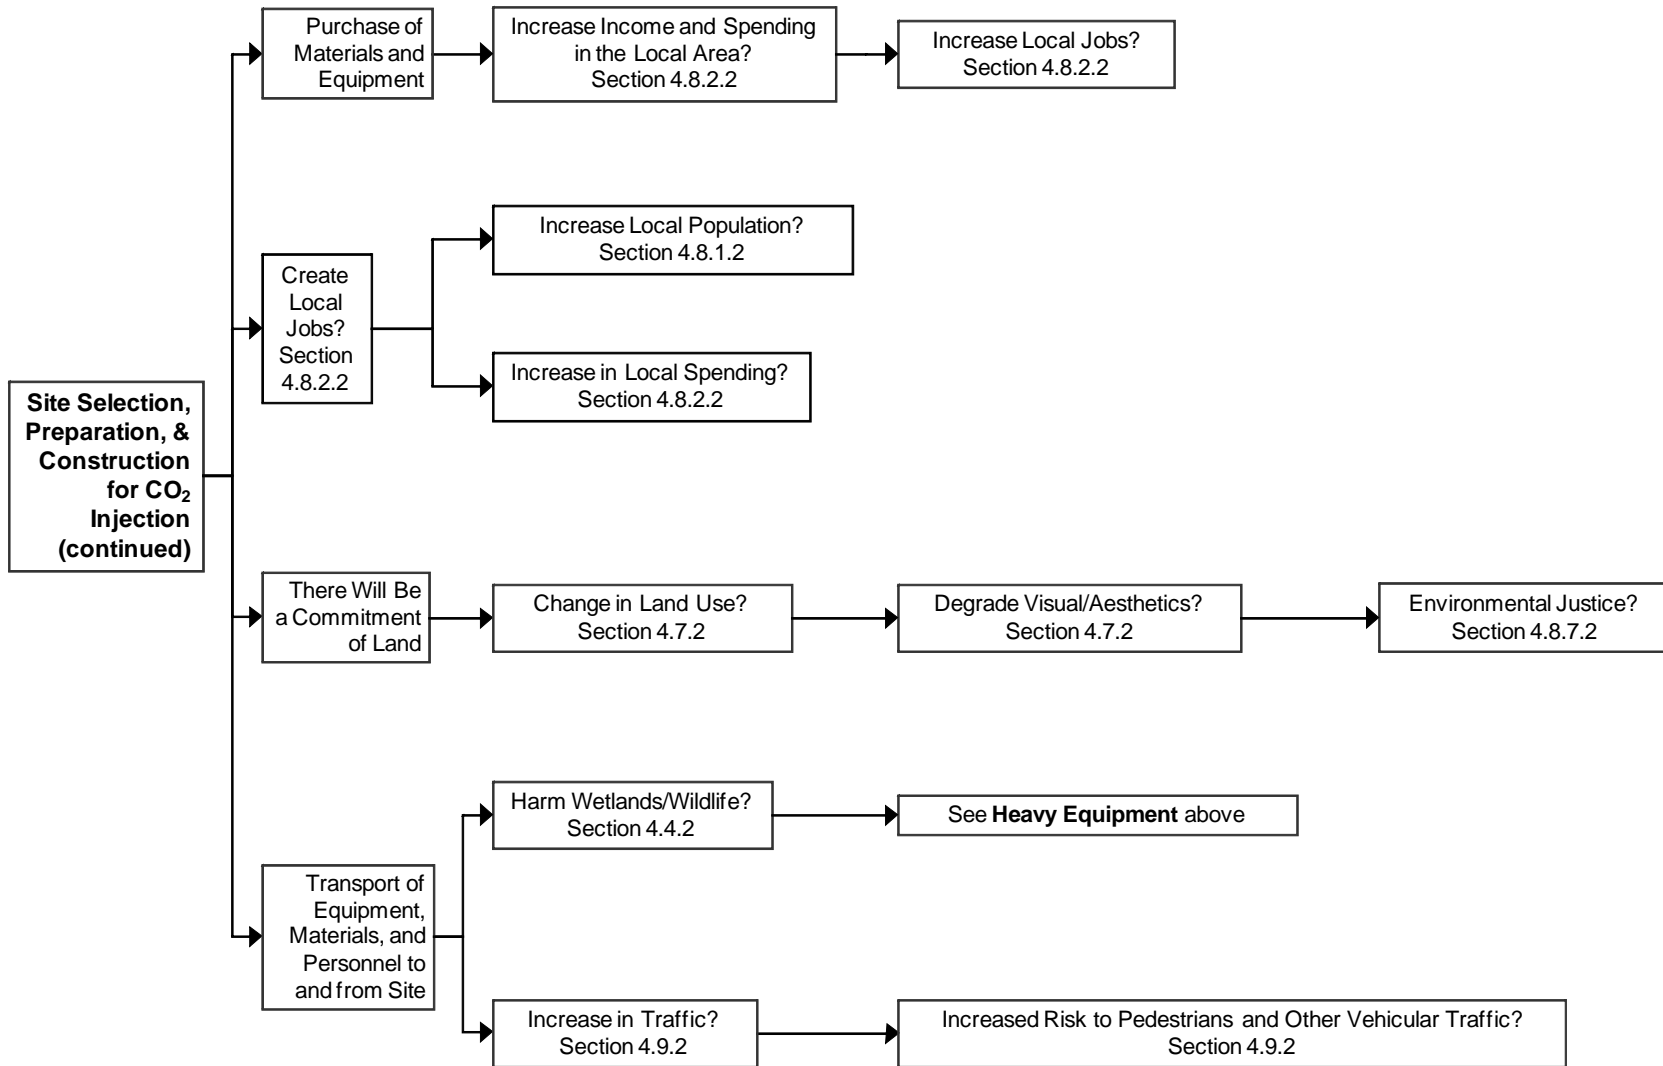 Purchase of
Materials and
Equipment
Increase Income and Spending
in the Local Area?
Section 4.8.2.2
Increase Local Jobs?
Section 4.8.2.2
Create
Local
Jobs?
Section
4.8.2.2
Increase Local Population?
Section 4.8.1.2
Increase in Local Spending?
Section 4.8.2.2
Site Selection,
Preparation, &
Construction
for CO₂
Injection
(continued)
There Will Be
a Commitment
of Land
Change in Land Use?
Section 4.7.2
Degrade Visual/Aesthetics?
Section 4.7.2
Environmental Justice?
Section 4.8.7.2
Transport of
Equipment,
Materials, and
Personnel to
and from Site
Harm Wetlands/Wildlife?
Section 4.4.2
See Heavy Equipment above
Increase in Traffic?
Section 4.9.2
Increased Risk to Pedestrians and Other Vehicular Traffic?
Section 4.9.2